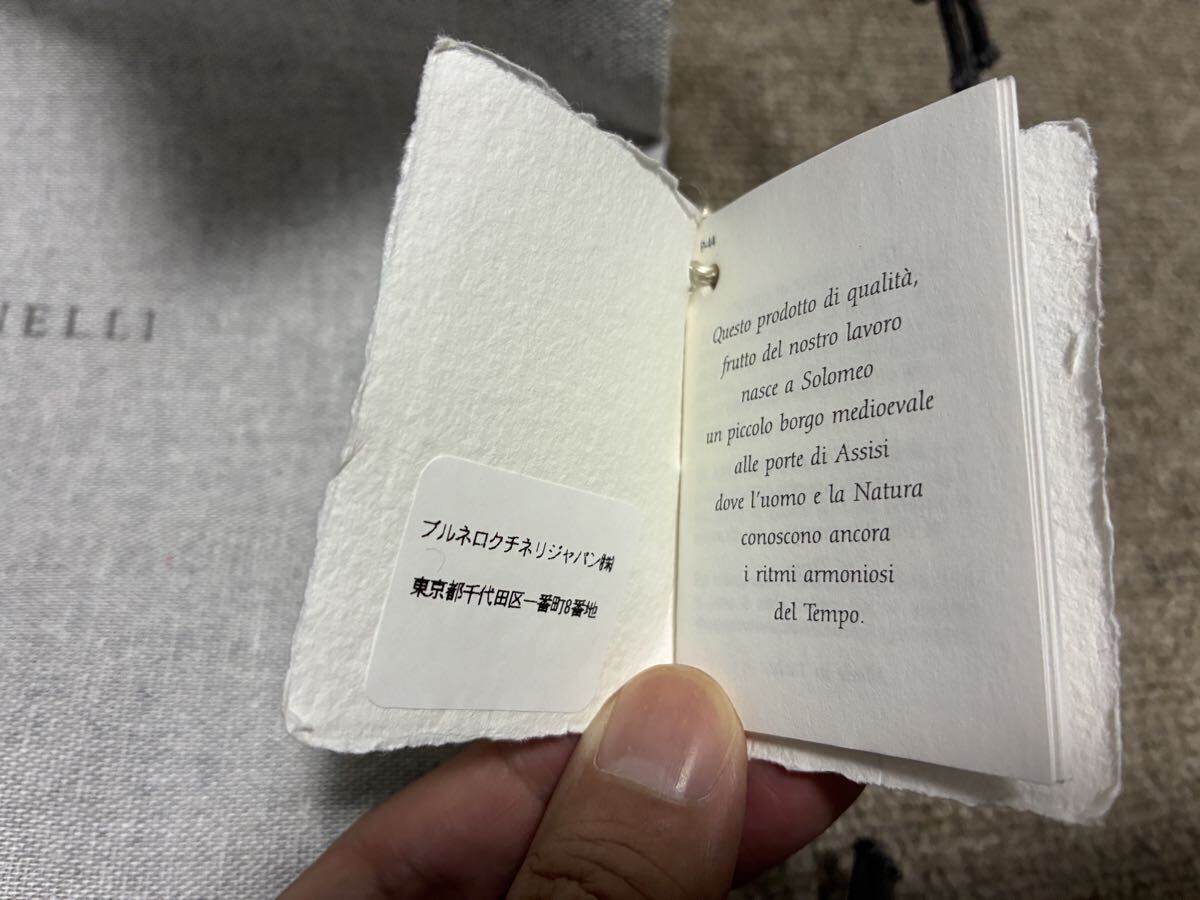 NELLI
ブルネロクチネリジャパン㈱
東京都千代田区一番町8番地
Questo prodotto di qualità,
frutto del nostro lavoro
nasce a Solomeo
un piccolo borgo medioevale
alle porte di Assisi
dove l'uomo e la Natura
conoscono ancora
i ritmi armoniosi
del Tempo.